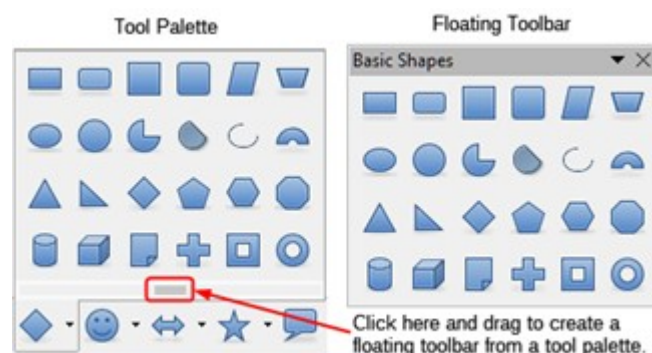 Tool Palette
Floating Toolbar
Basic Shapes
Click here and drag to create a
floating toolbar from a tool palette.